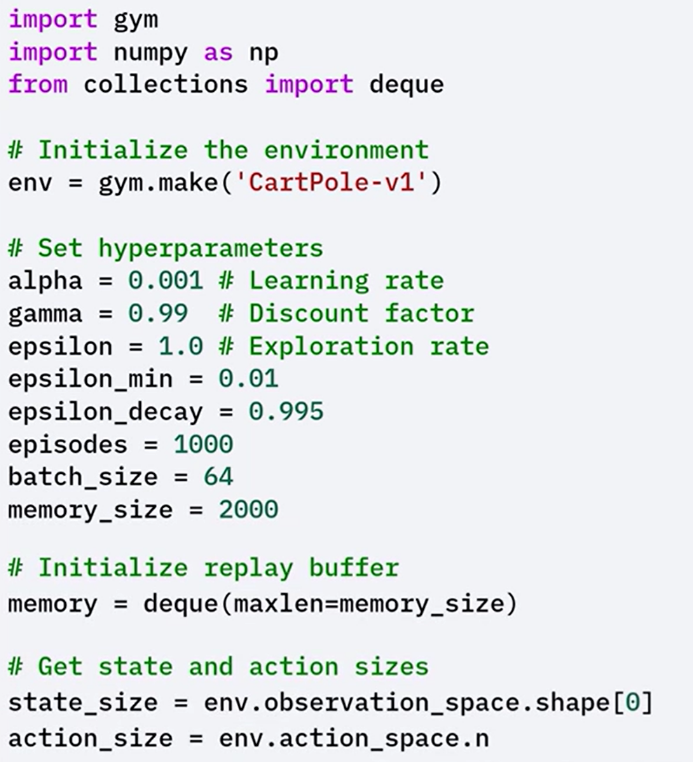 import gym
import numpy as np
from collections import deque
# Initialize the environment
env = gym.make('CartPole-v1')
# Set hyperparameters
alpha = 0.001 # Learning rate
gamma = 0.99  # Discount factor
epsilon = 1.0 # Exploration rate
epsilon_min = 0.01
epsilon_decay = 0.995
episodes = 1000
batch_size = 64
memory_size = 2000
# Initialize replay buffer
memory = deque(maxlen=memory_size)
# Get state and action sizes
state_size = env.observation_space.shape[0]
action_size = env.action_space.n